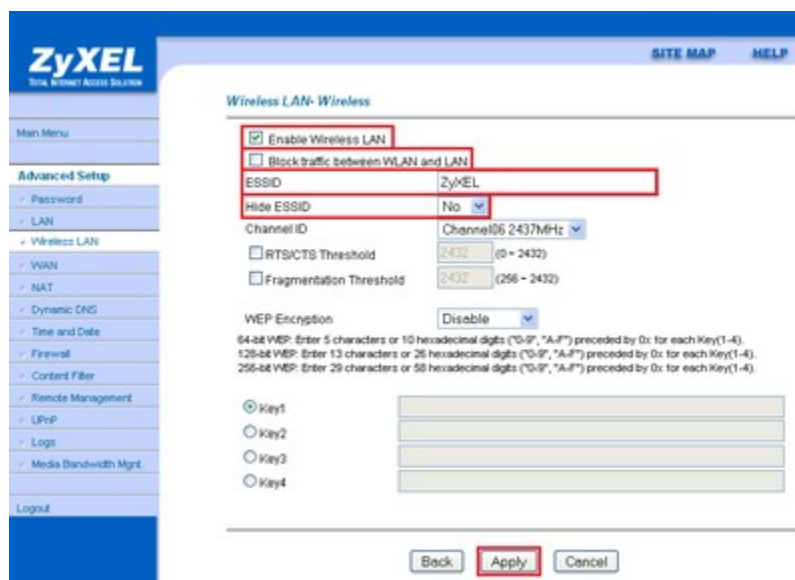 SITE MAP HELP
ZyXEL
TOTAL INTERNET ACCESS SOLUTION
Wireless LAN- Wireless
Main Menu
Advanced Setup
Password
LAN
Wireless LAN
WAN
NAT
Dynamic DNS
Time and Date
Firewall
Content Filter
Remote Management
UPnP
Logs
Media Bandwidth Mgnt.
Logout
Enable Wireless LAN
Block traffic between WLAN and LAN
ESSID ZyXEL
Hide ESSID No
Channel ID Channel06 2437MHz
RTS/CTS Threshold 2432 (0 ~ 2432)
Fragmentation Threshold 2432 (256 ~ 2432)
WEP Encryption Disable
64-bit WEP: Enter 5 characters or 10 hexadecimal digits ("0-9", "A-F") preceded by 0x for each Key(1-4).
128-bit WEP: Enter 13 characters or 26 hexadecimal digits ("0-9", "A-F") preceded by 0x for each Key(1-4).
256-bit WEP: Enter 29 characters or 58 hexadecimal digits ("0-9", "A-F") preceded by 0x for each Key(1-4).
Key1
Key2
Key3
Key4
Back Apply Cancel